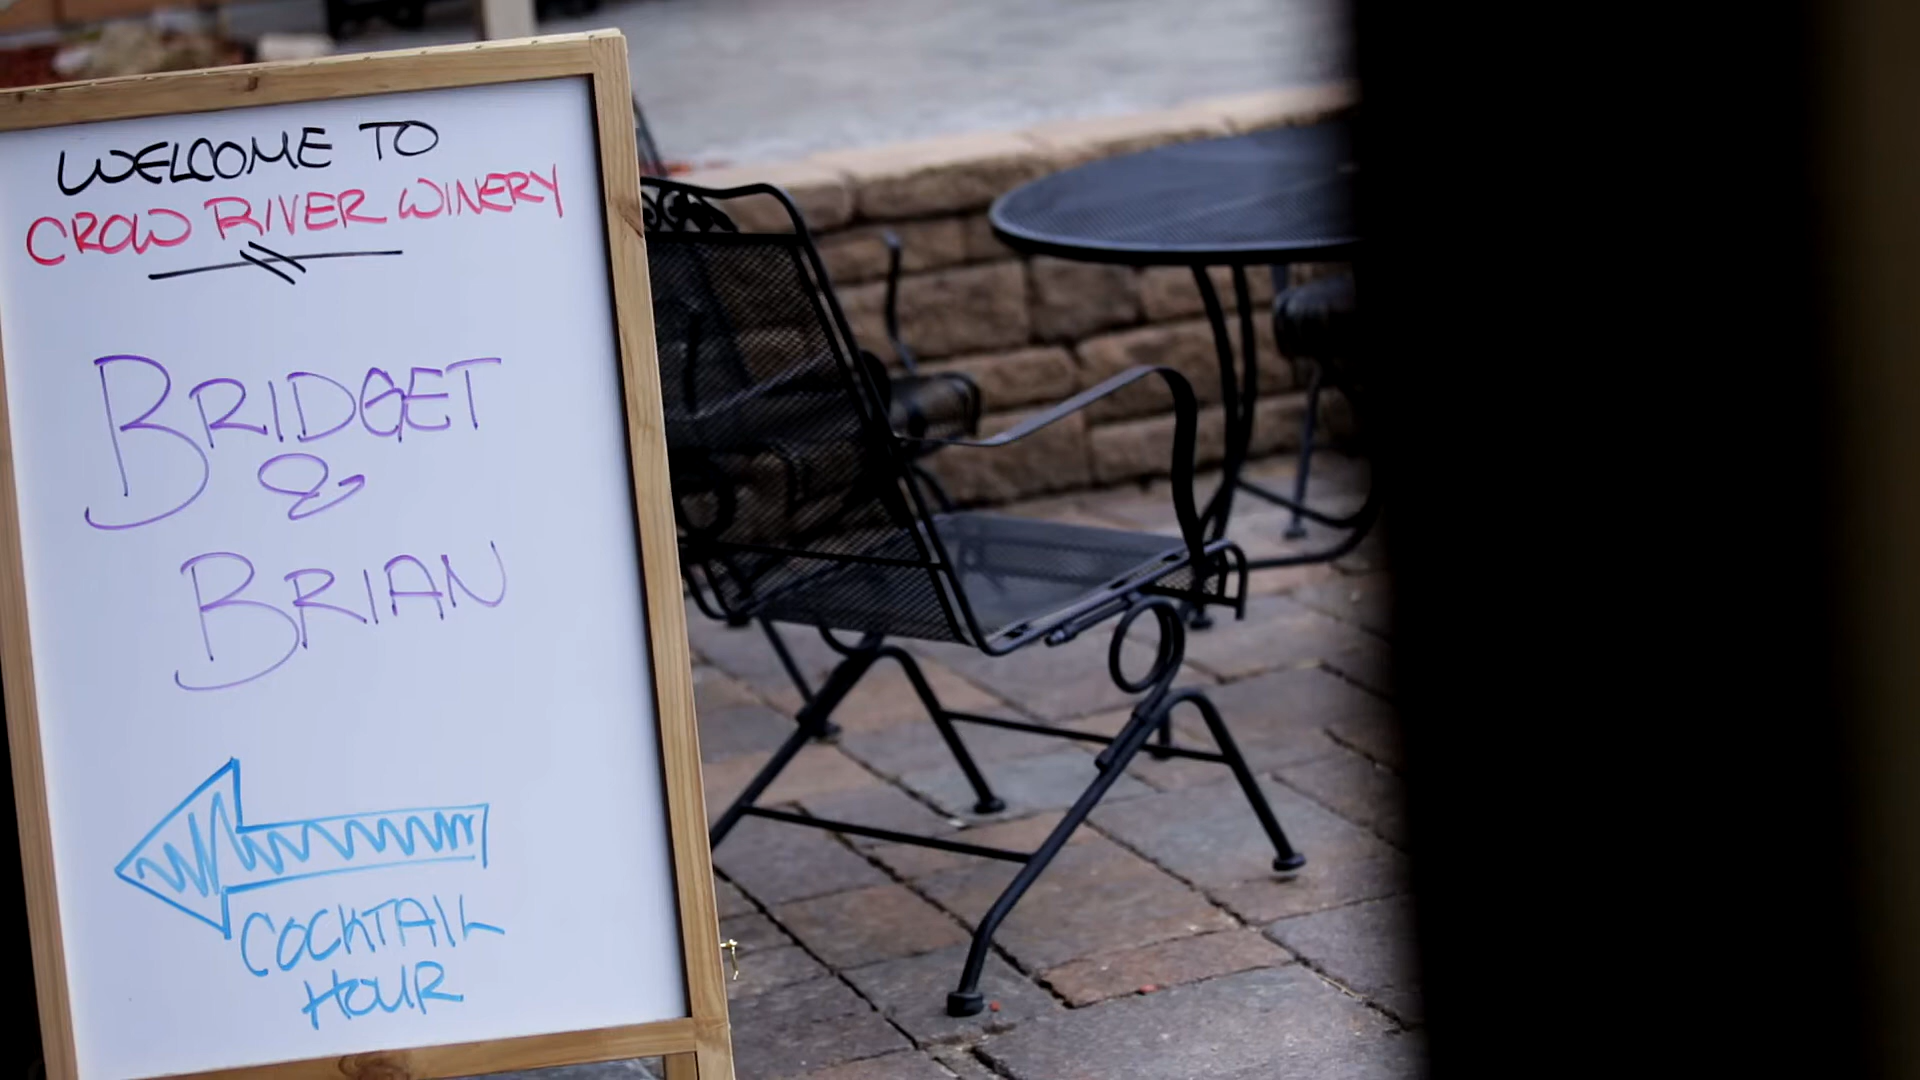 WELCOME TO
CROW RIVER WINERY
BRIDGET
&
BRIAN
COCKTAIL
HOUR